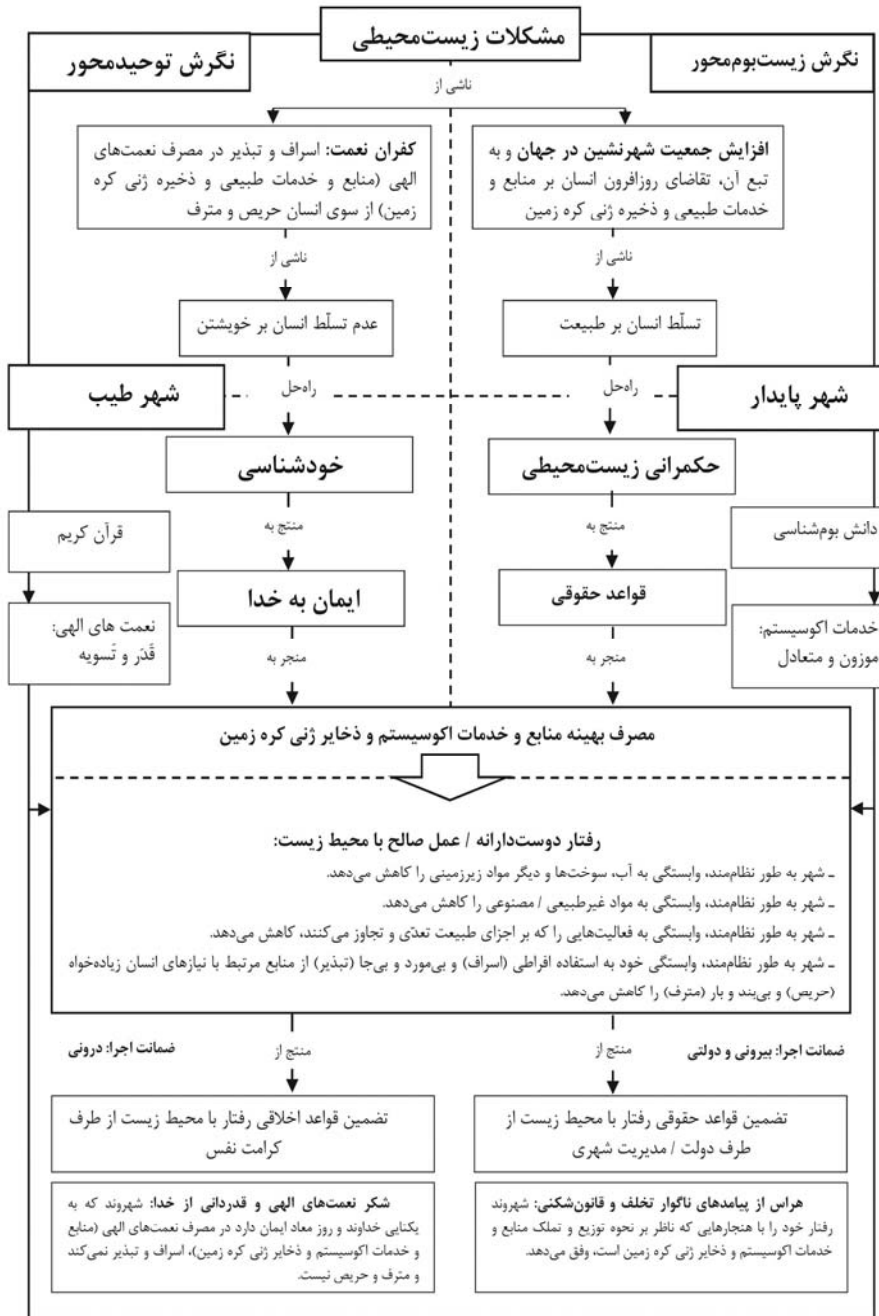 مشکلات زیست‌محیطی
نگرش زیست‌بوم‌محور
نگرش توحیدمحور
ناشی از
افزایش جمعیت شهرنشین در جهان و به
تبع آن، تقاضای روزافرون انسان بر منابع و
خدمات طبیعی و ذخیره ژنی کره زمین
کفران نعمت: اسراف و تبذیر در مصرف نعمت‌های
الهی (منابع و خدمات طبیعی و ذخیره ژنی کره
زمین) از سوی انسان حریص و مترف
ناشی از
ناشی از
تسلّط انسان بر طبیعت
عدم تسلّط انسان بر خویشتن
شهر پایدار
راه‌حل
راه‌حل
شهر طیب
حکمرانی زیست‌محیطی
خودشناسی
دانش بوم‌شناسی
منتج به
منتج به
قرآن کریم
قواعد حقوقی
ایمان به خدا
خدمات اکوسیستم:
موزون و متعادل
نعمت های الهی:
قَدَر و تَسویه
منجر به
منجر به
مصرف بهینه منابع و خدمات اکوسیستم و ذخایر ژنی کره زمین
رفتار دوست‌دارانه / عمل صالح با محیط زیست:
ـ شهر به طور نظام‌مند، وابستگی به آب، سوخت‌ها و دیگر مواد زیرزمینی را کاهش می‌دهد.
ـ شهر به طور نظام‌مند، وابستگی به مواد غیرطبیعی / مصنوعی را کاهش می‌دهد.
ـ شهر به طور نظام‌مند، وابستگی به فعالیت‌هایی را که بر اجزای طبیعت تعدّی و تجاوز می‌کنند، کاهش می‌دهد.
ـ شهر به طور نظام‌مند، وابستگی خود به استفاده افراطی (اسراف) و بی‌مورد و بی‌جا (تبذیر) از منابع مرتبط با نیازهای انسان زیاده‌خواه
(حریص) و بی‌بند و بار (مترف) را کاهش می‌دهد.
ضمانت اجرا: بیرونی و دولتی
منتج از
منتج از
ضمانت اجرا: درونی
تضمین قواعد حقوقی رفتار با محیط زیست از
طرف دولت / مدیریت شهری
تضمین قواعد اخلاقی رفتار با محیط زیست از طرف
کرامت نفس
هراس از پیامدهای ناگوار تخلف و قانون‌شکنی: شهروند
رفتار خود را با هنجارهایی که ناظر بر نحوه توزیع و تملک منابع و
خدمات اکوسیستم و ذخایر ژنی کره زمین است، وفق می‌دهد.
شکر نعمت‌های الهی و قدردانی از خدا: شهروند که به
یکتایی خداوند و روز معاد ایمان دارد در مصرف نعمت‌های الهی (منابع
و خدمات اکوسیستم و ذخایر ژنی کره زمین)، اسراف و تبذیر نمی‌کند
و مترف و حریص نیست.